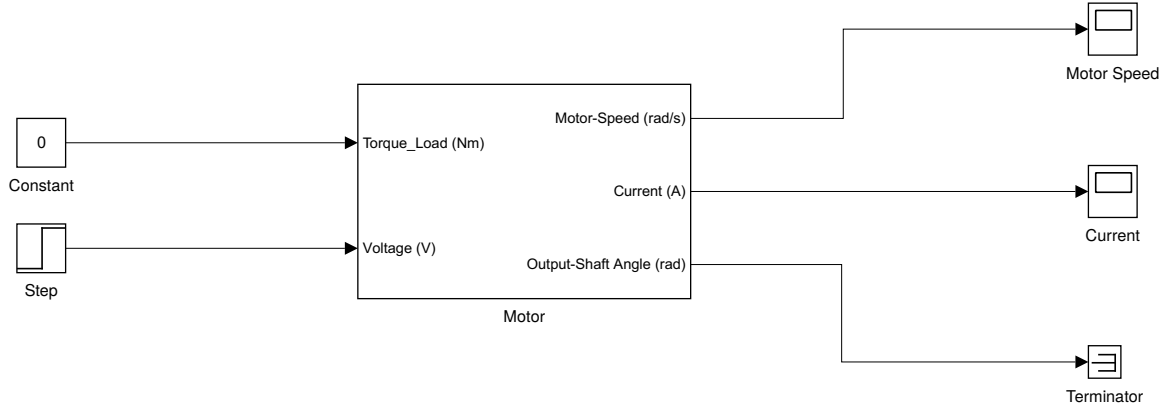 Motor Speed
Motor-Speed (rad/s)
0
Torque_Load (Nm)
Constant
Current (A)
Current
Voltage (V)
Output-Shaft Angle (rad)
Step
Motor
Terminator